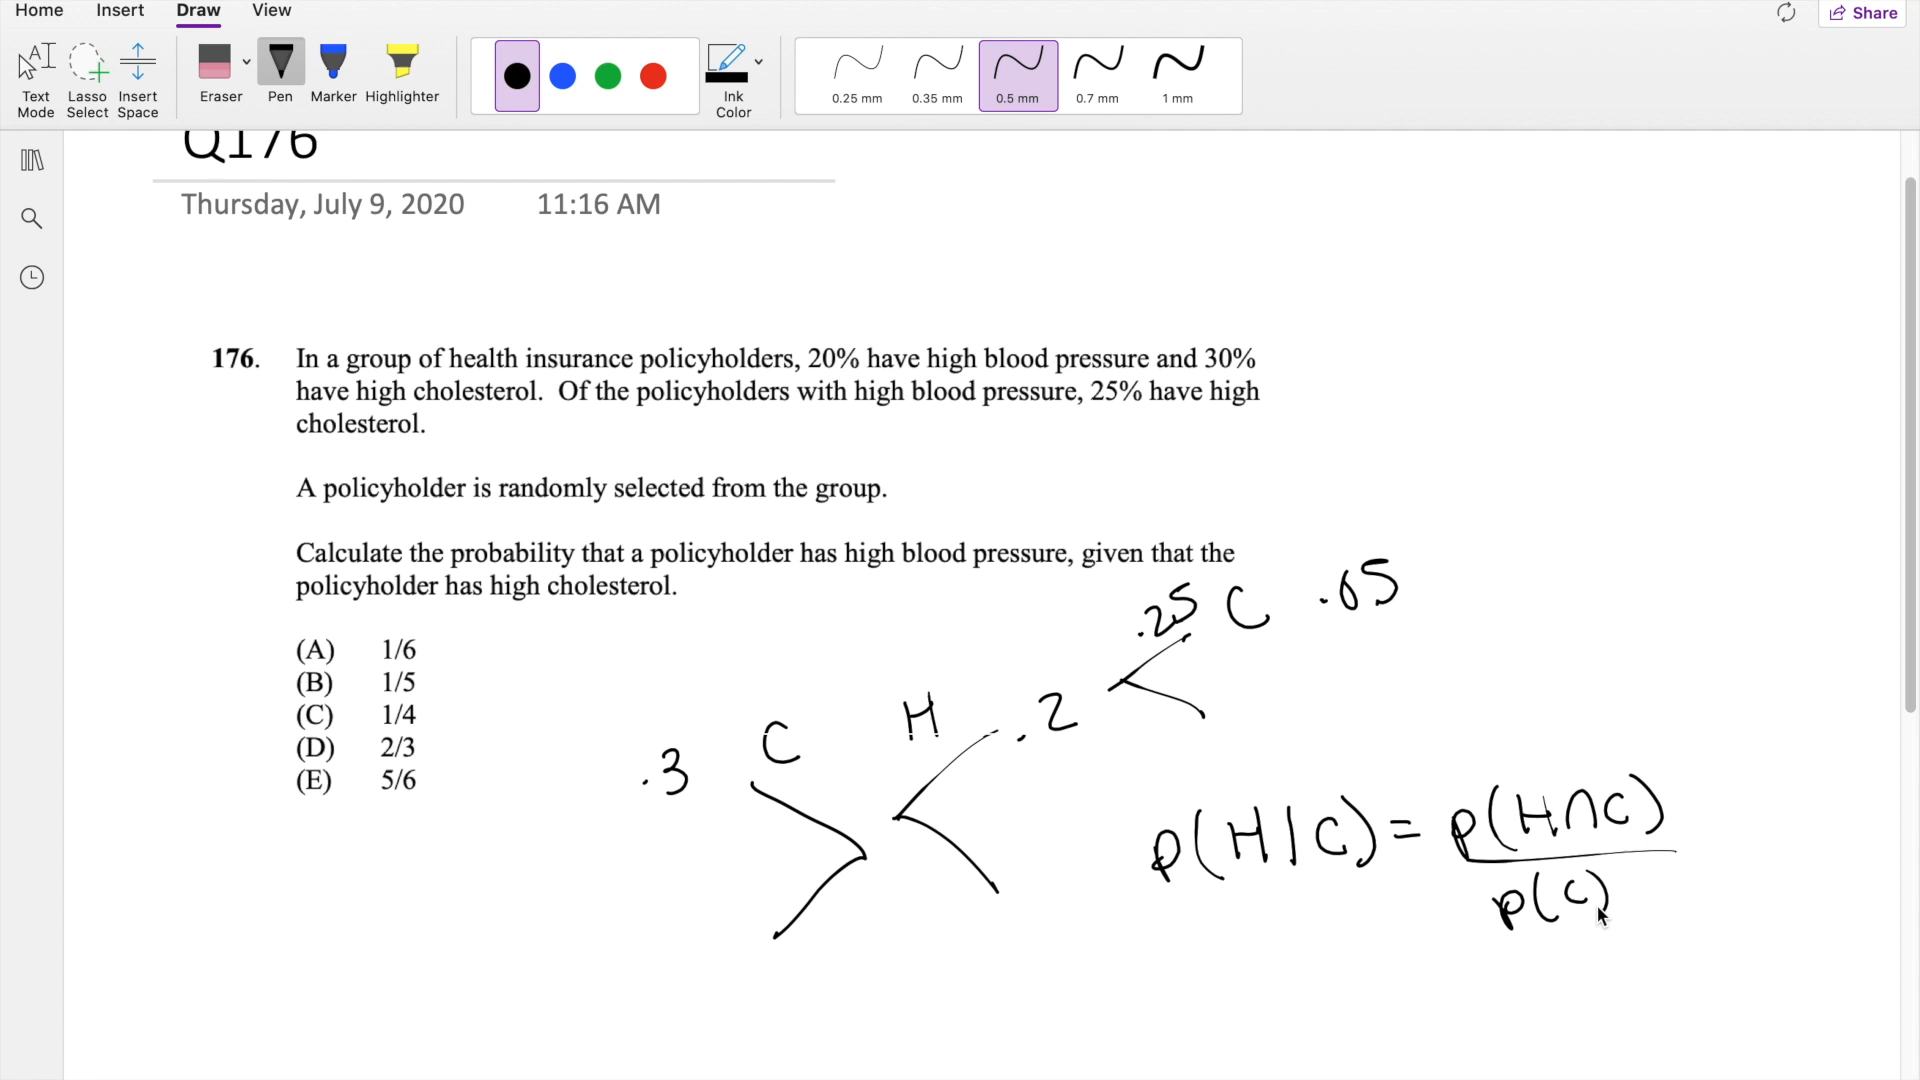 Home Insert Draw View
Share
Text Mode
Lasso Select
Insert Space
Eraser
Pen
Marker
Highlighter
Ink Color
0.25 mm
0.35 mm
0.5 mm
0.7 mm
1 mm
Q176
Thursday, July 9, 2020 11:16 AM
176. In a group of health insurance policyholders, 20% have high blood pressure and 30%
have high cholesterol. Of the policyholders with high blood pressure, 25% have high
cholesterol.
A policyholder is randomly selected from the group.
Calculate the probability that a policyholder has high blood pressure, given that the
policyholder has high cholesterol.
(A) 1/6
(B) 1/5
(C) 1/4
(D) 2/3
(E) 5/6
.25 C .05
.3 C H .2
P(H|C) = P(H∩C)
P(C)